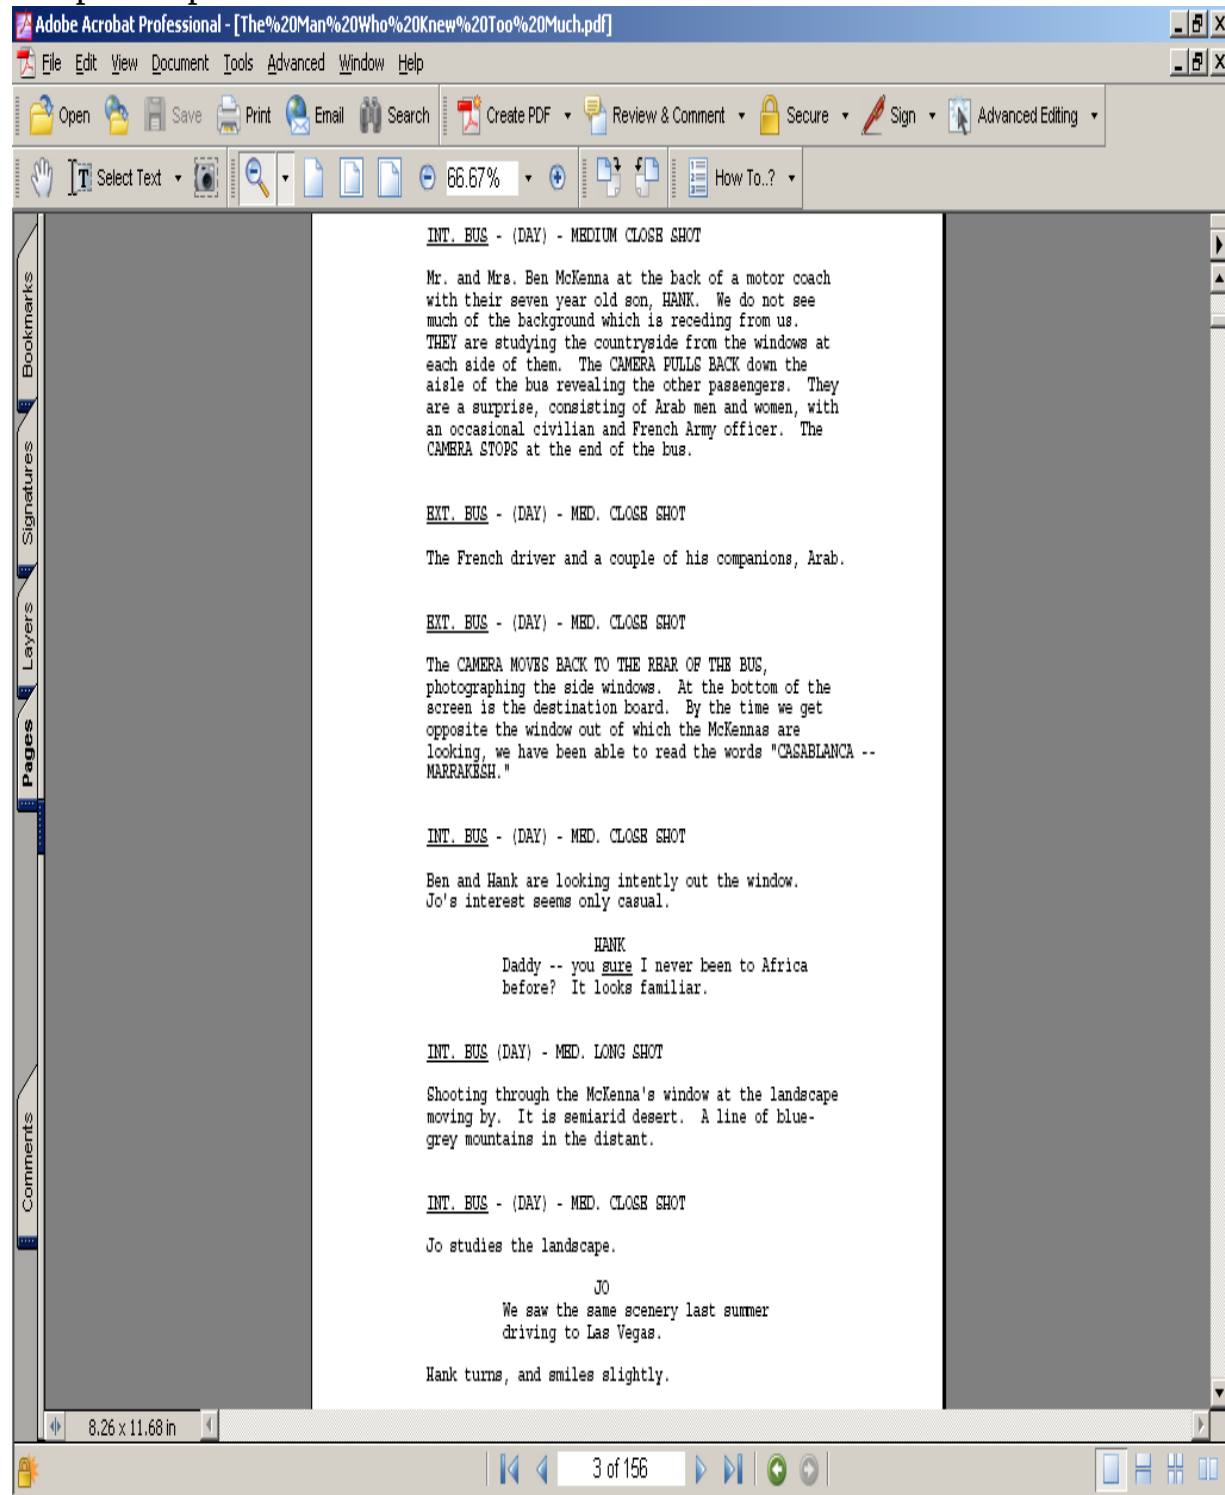 Adobe Acrobat Professional - [The%20Man%20Who%20Knew%20Too%20Much.pdf]
File Edit View Document Tools Advanced Window Help
Open Save Print Email Search Create PDF Review & Comment Secure Sign Advanced Editing
Select Text 66.67% How To..?
Bookmarks
Signatures
Layers
Pages
Comments
INT. BUS - (DAY) - MEDIUM CLOSE SHOT
Mr. and Mrs. Ben McKenna at the back of a motor coach
with their seven year old son, HANK. We do not see
much of the background which is receding from us.
THEY are studying the countryside from the windows at
each side of them. The CAMERA PULLS BACK down the
aisle of the bus revealing the other passengers. They
are a surprise, consisting of Arab men and women, with
an occasional civilian and French Army officer. The
CAMERA STOPS at the end of the bus.
EXT. BUS - (DAY) - MED. CLOSE SHOT
The French driver and a couple of his companions, Arab.
EXT. BUS - (DAY) - MED. CLOSE SHOT
The CAMERA MOVES BACK TO THE REAR OF THE BUS,
photographing the side windows. At the bottom of the
screen is the destination board. By the time we get
opposite the window out of which the McKennas are
looking, we have been able to read the words "CASABLANCA --
MARRAKESH."
INT. BUS - (DAY) - MED. CLOSE SHOT
Ben and Hank are looking intently out the window.
Jo's interest seems only casual.
HANK
Daddy -- you sure I never been to Africa
before? It looks familiar.
INT. BUS (DAY) - MED. LONG SHOT
Shooting through the McKenna's window at the landscape
moving by. It is semiarid desert. A line of blue-
grey mountains in the distant.
INT. BUS - (DAY) - MED. CLOSE SHOT
Jo studies the landscape.
JO
We saw the same scenery last summer
driving to Las Vegas.
Hank turns, and smiles slightly.
8.26 x 11.68 in
3 of 156